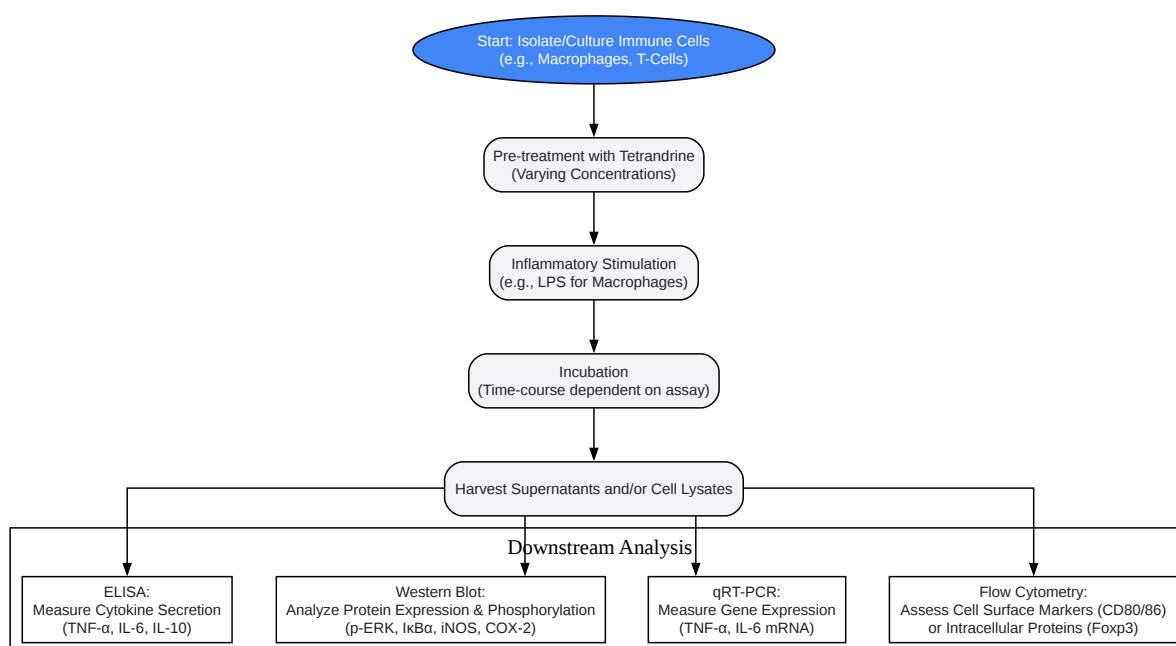 Start: Isolate/Culture Immune Cells
(e.g., Macrophages, T-Cells)
Pre-treatment with Tetrandrine
(Varying Concentrations)
Inflammatory Stimulation
(e.g., LPS for Macrophages)
Incubation
(Time-course dependent on assay)
Harvest Supernatants and/or Cell Lysates
Downstream Analysis
ELISA:
Measure Cytokine Secretion
(TNF-α, IL-6, IL-10)
Western Blot:
Analyze Protein Expression & Phosphorylation
(p-ERK, IκBα, iNOS, COX-2)
qRT-PCR:
Measure Gene Expression
(TNF-α, IL-6 mRNA)
Flow Cytometry:
Assess Cell Surface Markers (CD80/86)
or Intracellular Proteins (Foxp3)